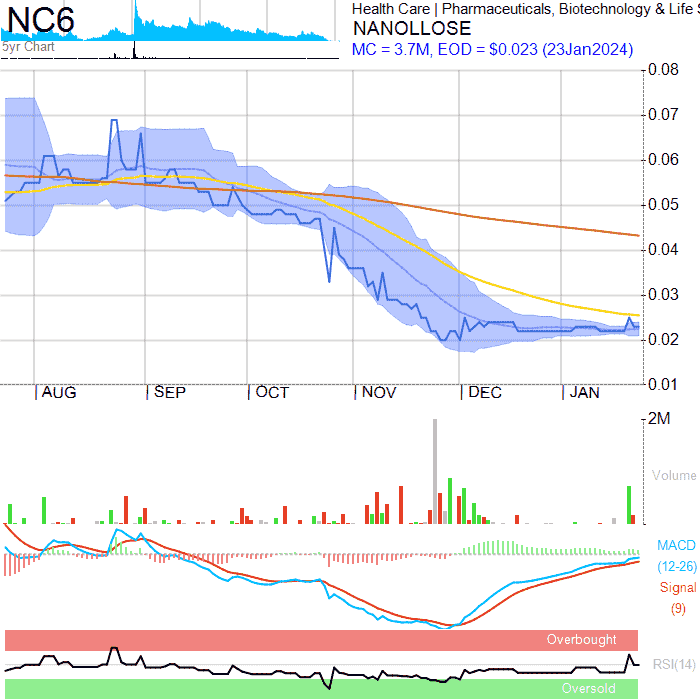 NC6
5yr Chart
Health Care | Pharmaceuticals, Biotechnology & Life S
NANOLLOSE
MC = 3.7M, EOD = $0.023 (23Jan2024)
0.08
0.07
0.06
0.05
0.04
0.03
0.02
0.01
AUG SEP OCT NOV DEC JAN
2M
Volume
MACD
(12-26)
Signal
(9)
Overbought
RSI(14)
Oversold